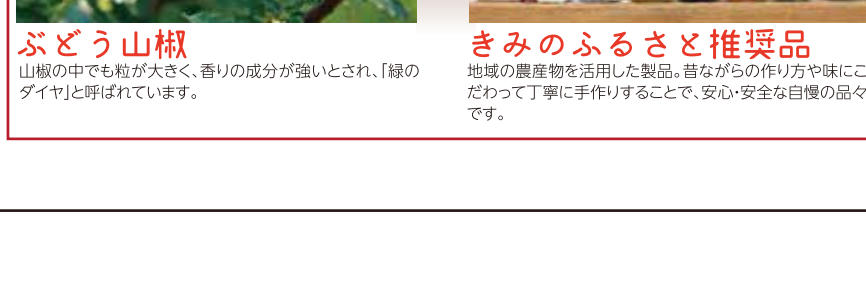 ぶどう山椒
山椒の中でも粒が大きく、香りの成分が強いとされ、「緑の
ダイヤ」と呼ばれています。
きみのふるさと推奨品
地域の農産物を活用した製品。昔ながらの作り方や味にこ
だわって丁寧に手作りすることで、安心・安全な自慢の品々
です。